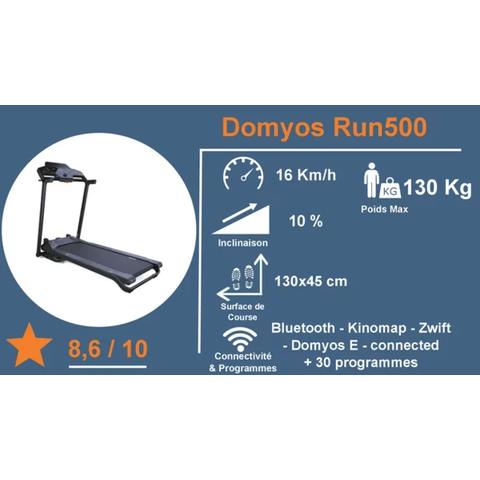 Domyos Run500
16 Km/h
KG
130 Kg
Poids Max
10 %
Inclinaison
130x45 cm
Surface de
Course
Bluetooth - Kinomap - Zwift
- Domyos E - connected
+ 30 programmes
Connectivité
& Programmes
8,6 / 10